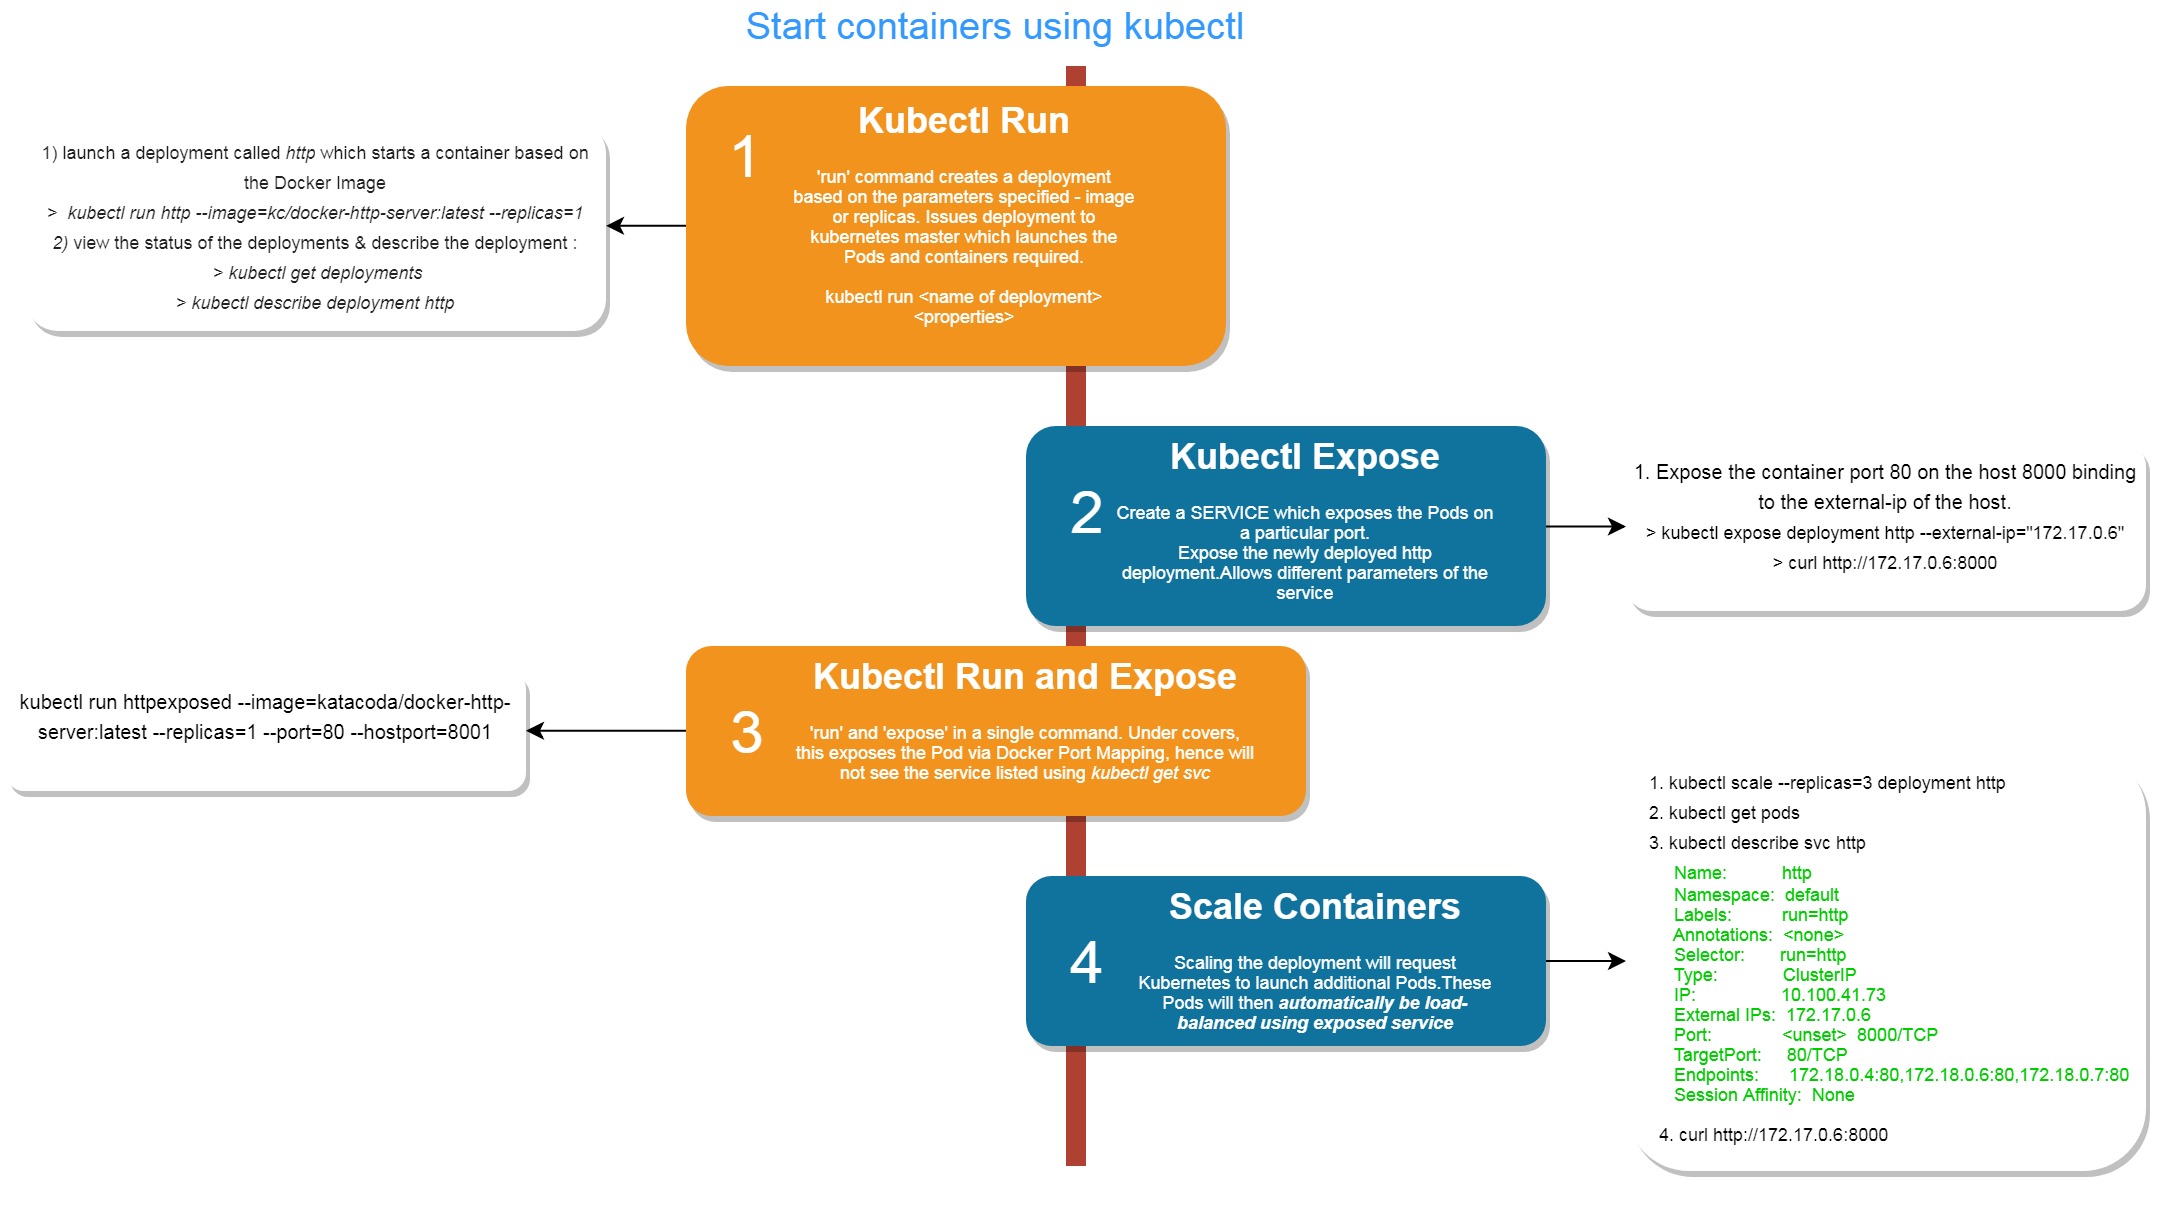 Start containers using kubectl
Kubectl Run
1
'run' command creates a deployment
based on the parameters specified - image
or replicas. Issues deployment to
kubernetes master which launches the
Pods and containers required.
kubectl run <name of deployment>
<properties>
1) launch a deployment called http which starts a container based on
the Docker Image
> kubectl run http --image=kc/docker-http-server:latest --replicas=1
2) view the status of the deployments & describe the deployment :
> kubectl get deployments
> kubectl describe deployment http
Kubectl Expose
2
Create a SERVICE which exposes the Pods on
a particular port.
Expose the newly deployed http
deployment.Allows different parameters of the
service
1. Expose the container port 80 on the host 8000 binding
to the external-ip of the host.
> kubectl expose deployment http --external-ip="172.17.0.6"
> curl http://172.17.0.6:8000
Kubectl Run and Expose
3
'run' and 'expose' in a single command. Under covers,
this exposes the Pod via Docker Port Mapping, hence will
not see the service listed using kubectl get svc
kubectl run httpexposed --image=katacoda/docker-http-
server:latest --replicas=1 --port=80 --hostport=8001
Scale Containers
4
Scaling the deployment will request
Kubernetes to launch additional Pods.These
Pods will then automatically be load-
balanced using exposed service
1. kubectl scale --replicas=3 deployment http
2. kubectl get pods
3. kubectl describe svc http
Name: http
Namespace: default
Labels: run=http
Annotations: <none>
Selector: run=http
Type: ClusterIP
IP: 10.100.41.73
External IPs: 172.17.0.6
Port: <unset> 8000/TCP
TargetPort: 80/TCP
Endpoints: 172.18.0.4:80,172.18.0.6:80,172.18.0.7:80
Session Affinity: None
4. curl http://172.17.0.6:8000